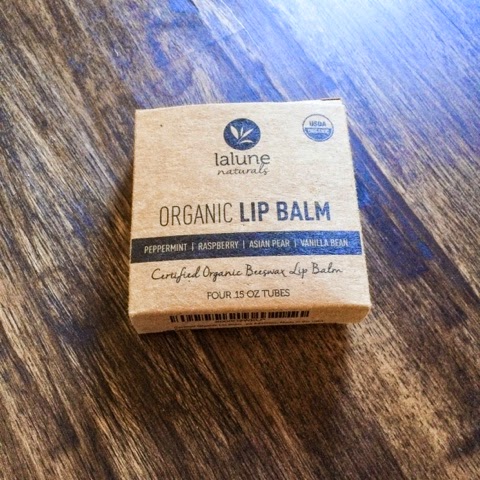 lalune
naturals
USDA
ORGANIC
ORGANIC LIP BALM
PEPPERMINT | RASPBERRY | ASIAN PEAR | VANILLA BEAN
Certified Organic Beeswax Lip Balm
FOUR .15 OZ TUBES